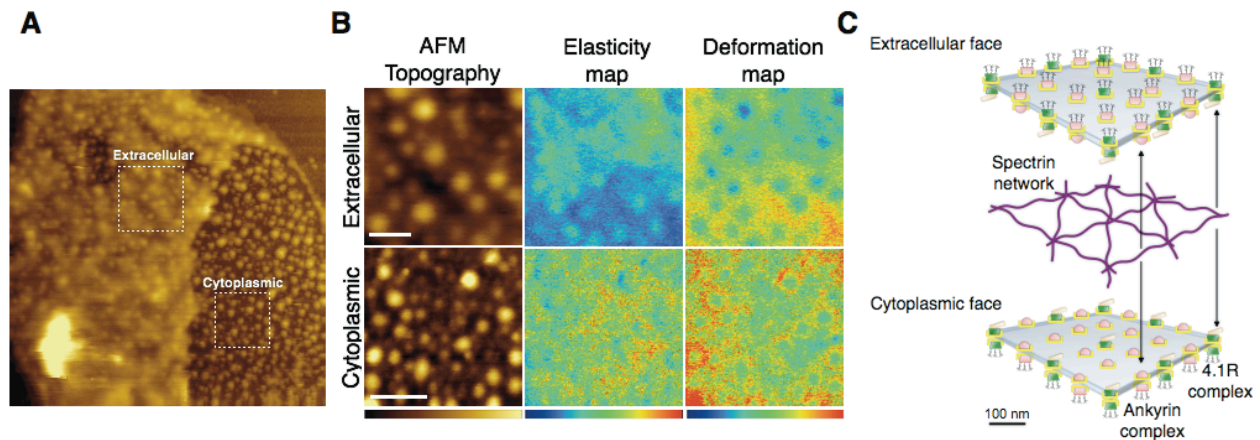 A
Extracellular
Cytoplasmic
B
AFM
Topography
Elasticity
map
Deformation
map
Extracellular
Cytoplasmic
C
Extracellular face
Spectrin
network
Cytoplasmic face
4.1R
complex
Ankyrin
complex
100 nm